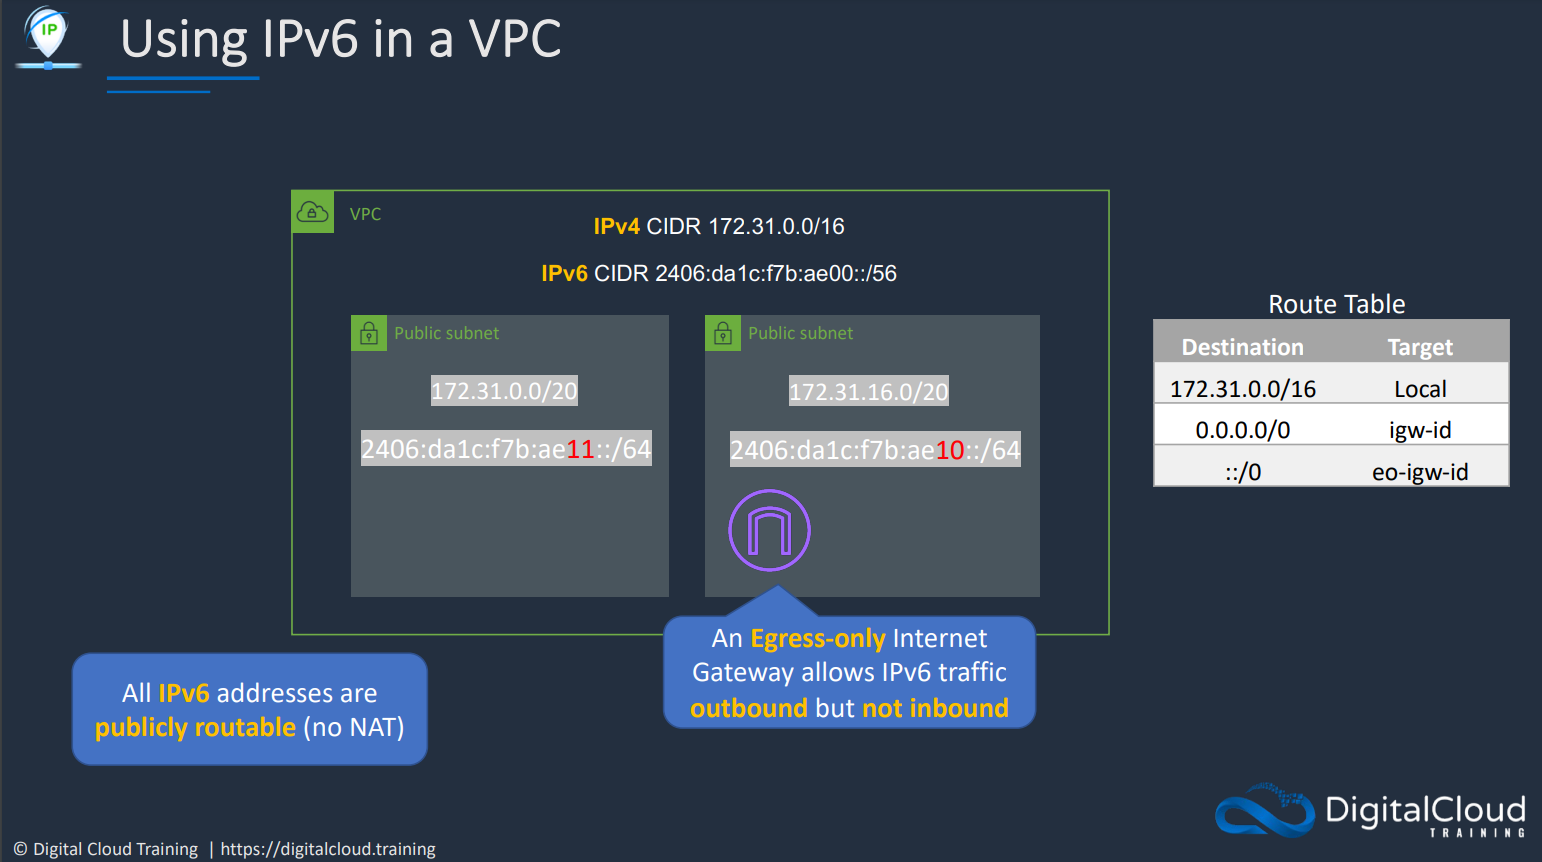 IP
Using IPv6 in a VPC
VPC
IPv4 CIDR 172.31.0.0/16
IPv6 CIDR 2406:da1c:f7b:ae00::/56
Public subnet
172.31.0.0/20
2406:da1c:f7b:ae11::/64
Public subnet
172.31.16.0/20
2406:da1c:f7b:ae10::/64
Route Table
Destination Target
172.31.0.0/16 Local
0.0.0.0/0 igw-id
::/0 eo-igw-id
An Egress-only Internet
Gateway allows IPv6 traffic
outbound but not inbound
All IPv6 addresses are
publicly routable (no NAT)
DigitalCloud
TRAINING
© Digital Cloud Training | https://digitalcloud.training